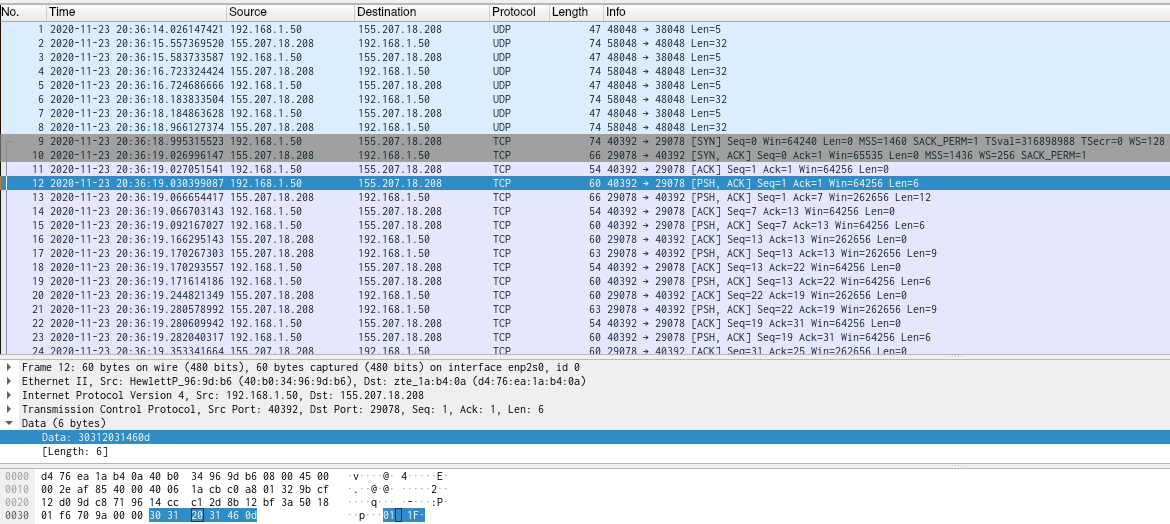 No. Time Source Destination Protocol Length Info
1 2020-11-23 20:36:14.026147421 192.168.1.50 155.207.18.208 UDP 47 48048 → 38048 Len=5
2 2020-11-23 20:36:15.557369520 155.207.18.208 192.168.1.50 UDP 74 58048 → 48048 Len=32
3 2020-11-23 20:36:15.583733587 192.168.1.50 155.207.18.208 UDP 47 48048 → 38048 Len=5
4 2020-11-23 20:36:16.723324424 155.207.18.208 192.168.1.50 UDP 74 58048 → 48048 Len=32
5 2020-11-23 20:36:16.724686666 192.168.1.50 155.207.18.208 UDP 47 48048 → 38048 Len=5
6 2020-11-23 20:36:18.183833504 155.207.18.208 192.168.1.50 UDP 74 58048 → 48048 Len=32
7 2020-11-23 20:36:18.184863628 192.168.1.50 155.207.18.208 UDP 47 48048 → 38048 Len=5
8 2020-11-23 20:36:18.966127374 155.207.18.208 192.168.1.50 UDP 74 58048 → 48048 Len=32
9 2020-11-23 20:36:18.995315523 192.168.1.50 155.207.18.208 TCP 74 40392 → 29078 [SYN] Seq=0 Win=64240 Len=0 MSS=1460 SACK_PERM=1 TSval=316898988 TSecr=0 WS=128
10 2020-11-23 20:36:19.026996147 155.207.18.208 192.168.1.50 TCP 66 29078 → 40392 [SYN, ACK] Seq=0 Ack=1 Win=65535 Len=0 MSS=1436 WS=256 SACK_PERM=1
11 2020-11-23 20:36:19.027051541 192.168.1.50 155.207.18.208 TCP 54 40392 → 29078 [ACK] Seq=1 Ack=1 Win=64256 Len=0
12 2020-11-23 20:36:19.030399087 192.168.1.50 155.207.18.208 TCP 60 40392 → 29078 [PSH, ACK] Seq=1 Ack=1 Win=64256 Len=6
13 2020-11-23 20:36:19.066654417 155.207.18.208 192.168.1.50 TCP 66 29078 → 40392 [PSH, ACK] Seq=1 Ack=7 Win=262656 Len=12
14 2020-11-23 20:36:19.066703143 192.168.1.50 155.207.18.208 TCP 54 40392 → 29078 [ACK] Seq=7 Ack=13 Win=64256 Len=0
15 2020-11-23 20:36:19.092167027 192.168.1.50 155.207.18.208 TCP 60 40392 → 29078 [PSH, ACK] Seq=7 Ack=13 Win=64256 Len=6
16 2020-11-23 20:36:19.166295143 155.207.18.208 192.168.1.50 TCP 60 29078 → 40392 [ACK] Seq=13 Ack=13 Win=262656 Len=0
17 2020-11-23 20:36:19.170267303 155.207.18.208 192.168.1.50 TCP 63 29078 → 40392 [PSH, ACK] Seq=13 Ack=13 Win=262656 Len=9
18 2020-11-23 20:36:19.170293557 192.168.1.50 155.207.18.208 TCP 54 40392 → 29078 [ACK] Seq=13 Ack=22 Win=64256 Len=0
19 2020-11-23 20:36:19.171614186 192.168.1.50 155.207.18.208 TCP 60 40392 → 29078 [PSH, ACK] Seq=13 Ack=22 Win=64256 Len=6
20 2020-11-23 20:36:19.244821349 155.207.18.208 192.168.1.50 TCP 60 29078 → 40392 [ACK] Seq=22 Ack=19 Win=262656 Len=0
21 2020-11-23 20:36:19.280578992 155.207.18.208 192.168.1.50 TCP 63 29078 → 40392 [PSH, ACK] Seq=22 Ack=19 Win=262656 Len=9
22 2020-11-23 20:36:19.280609942 192.168.1.50 155.207.18.208 TCP 54 40392 → 29078 [ACK] Seq=19 Ack=31 Win=64256 Len=0
23 2020-11-23 20:36:19.282040317 192.168.1.50 155.207.18.208 TCP 60 40392 → 29078 [PSH, ACK] Seq=19 Ack=31 Win=64256 Len=6
24 2020-11-23 20:36:19.353341664 155.207.18.208 192.168.1.50 TCP 60 29078 → 40392 [ACK] Seq=31 Ack=25 Win=262656 Len=0
Frame 12: 60 bytes on wire (480 bits), 60 bytes captured (480 bits) on interface enp2s0, id 0
Ethernet II, Src: HewlettP_96:9d:b6 (40:b0:34:96:9d:b6), Dst: zte_1a:b4:0a (d4:76:ea:1a:b4:0a)
Internet Protocol Version 4, Src: 192.168.1.50, Dst: 155.207.18.208
Transmission Control Protocol, Src Port: 40392, Dst Port: 29078, Seq: 1, Ack: 1, Len: 6
Data (6 bytes)
Data: 30312031460d
[Length: 6]
0000 d4 76 ea 1a b4 0a 40 b0 34 96 9d b6 08 00 45 00 ·v····@· 4·····E·
0010 00 2e af 85 40 00 40 06 1a cb c0 a8 01 32 9b cf ·.··@·@· ·····2··
0020 12 d0 9d c8 71 96 14 cc c1 2d 8b 12 bf 3a 50 18 ····q··· ·-···:P·
0030 01 f6 70 9a 00 00 30 31 20 31 46 0d ··p···01 1F·